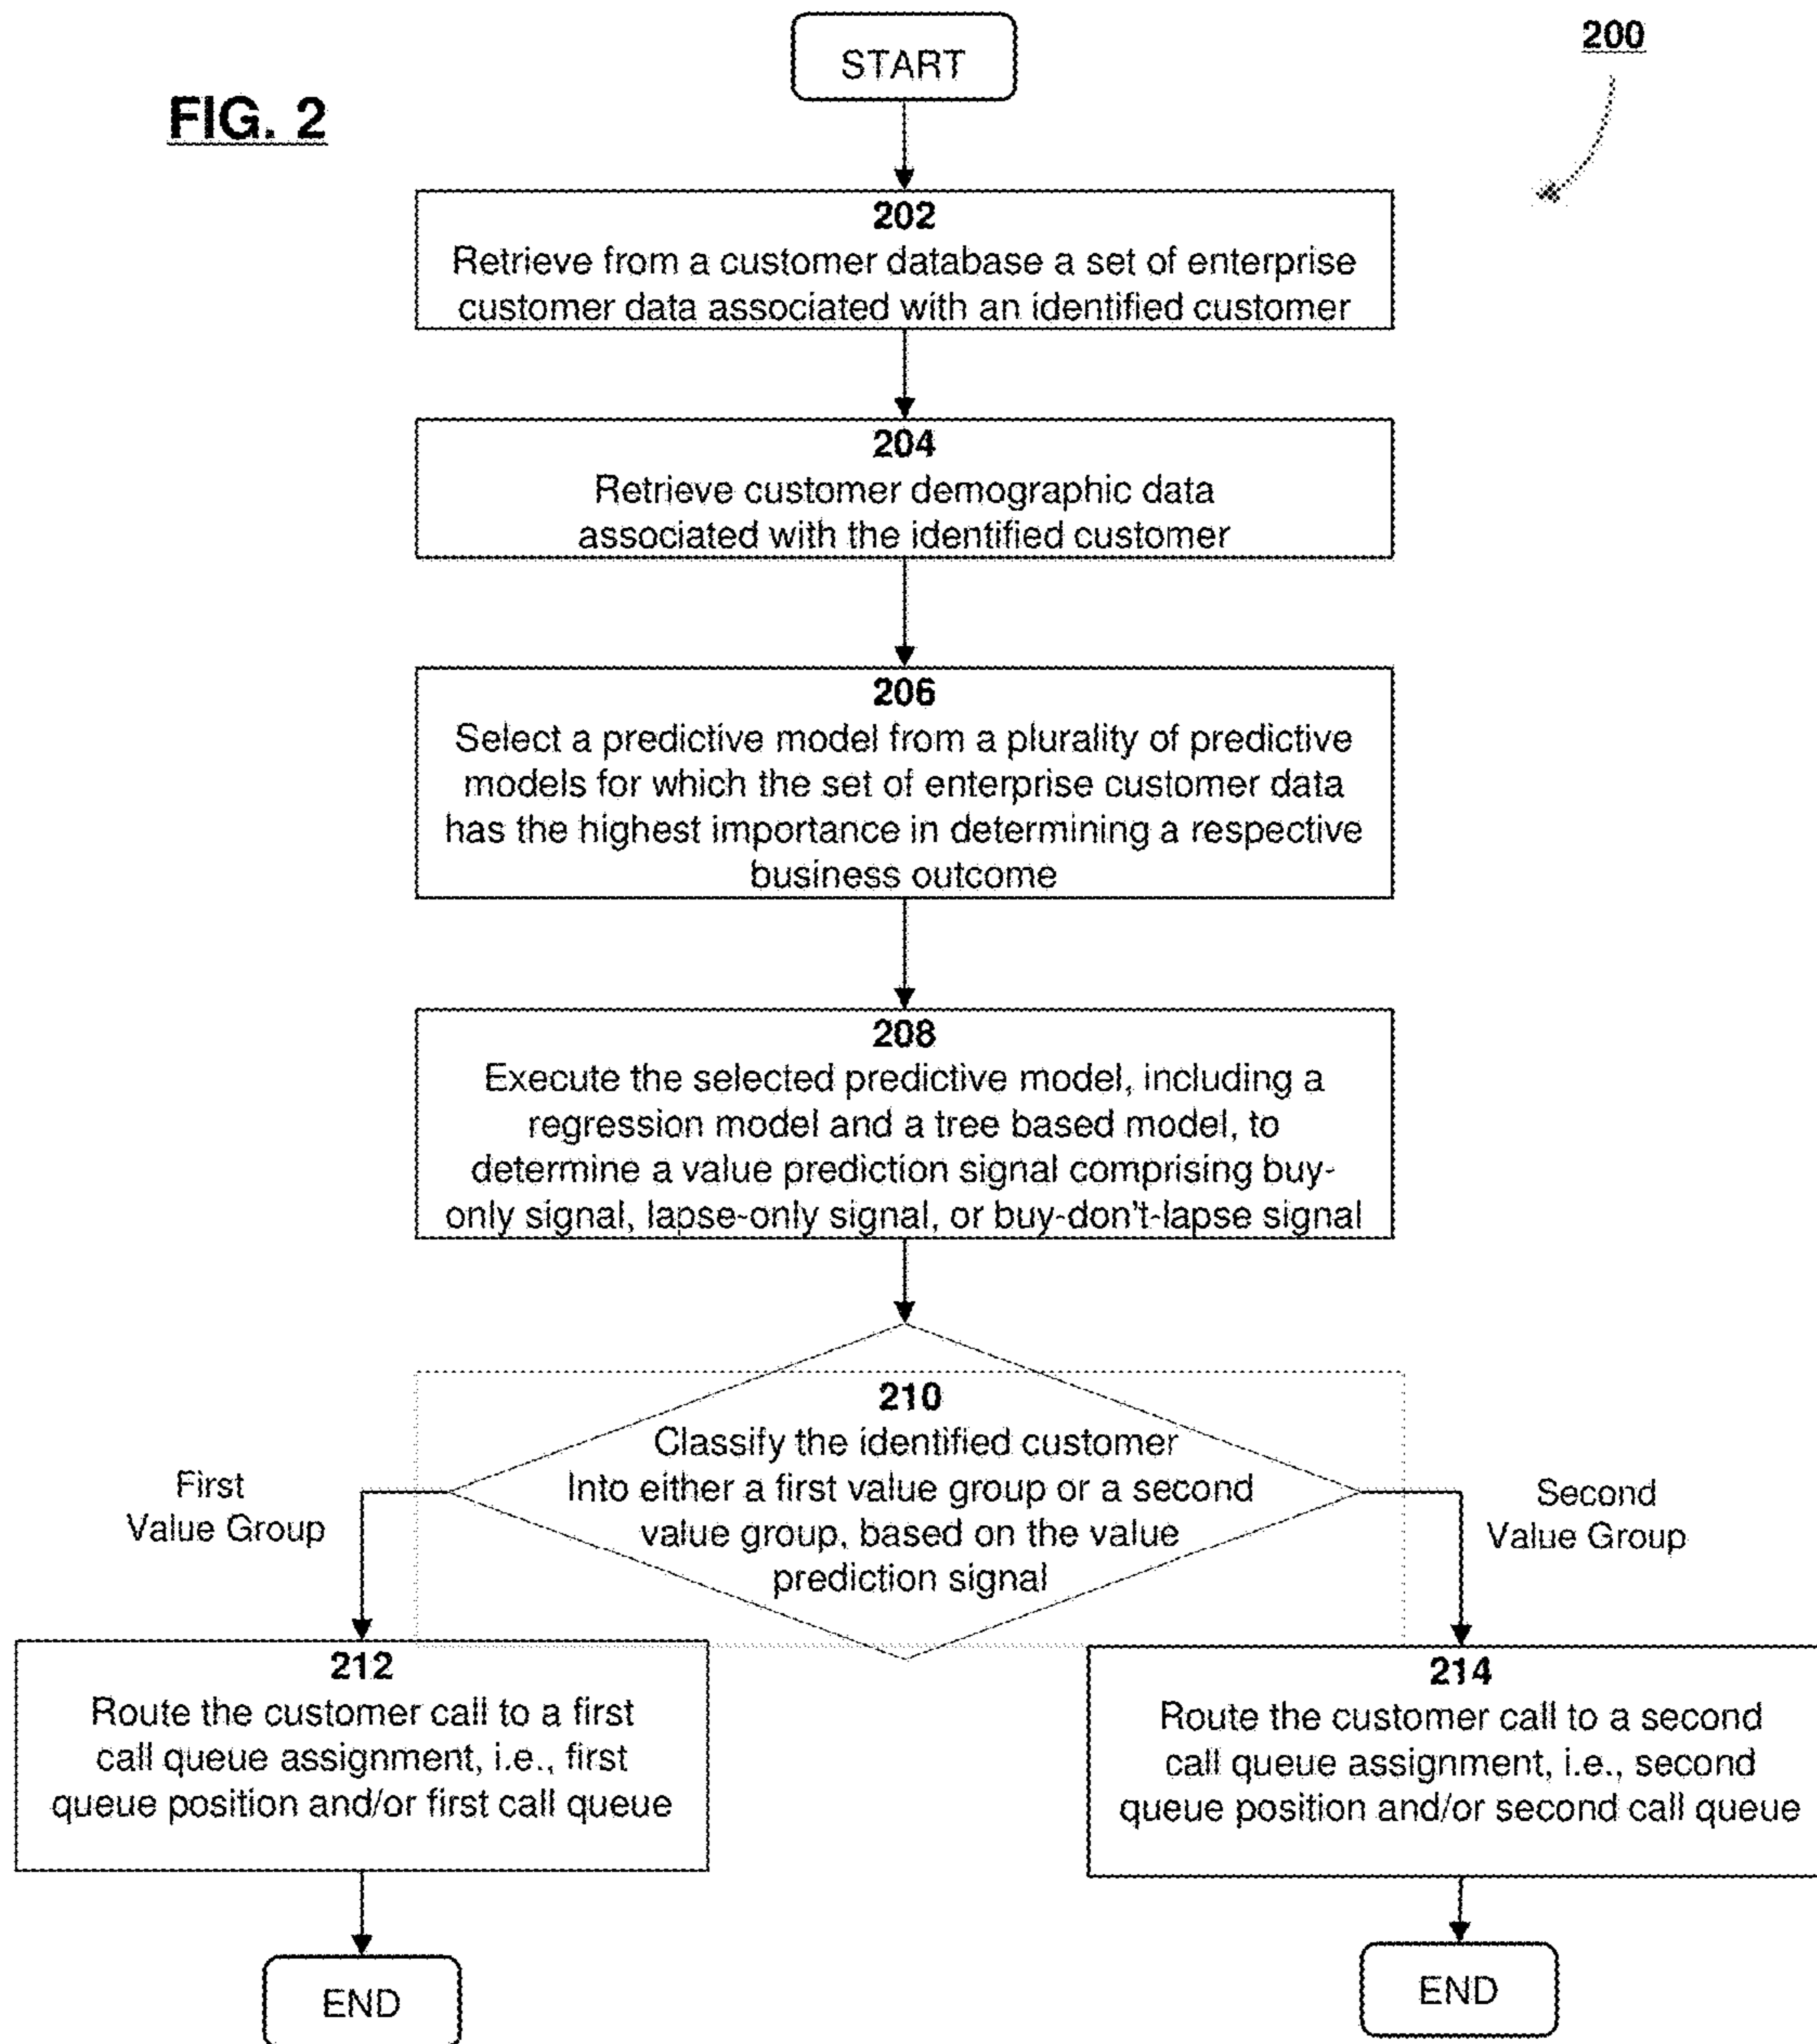 START
200
FIG. 2
202
Retrieve from a customer database a set of enterprise
customer data associated with an identified customer
204
Retrieve customer demographic data
associated with the identified customer
206
Select a predictive model from a plurality of predictive
models for which the set of enterprise customer data
has the highest importance in determining a respective
business outcome
208
Execute the selected predictive model, including a
regression model and a tree based model, to
determine a value prediction signal comprising buy-
only signal, lapse-only signal, or buy-don't-lapse signal
210
Classify the identified customer
Into either a first value group or a second
value group, based on the value
prediction signal
First
Value Group
Second
Value Group
212
Route the customer call to a first
call queue assignment, i.e., first
queue position and/or first call queue
214
Route the customer call to a second
call queue assignment, i.e., second
queue position and/or second call queue
END
END